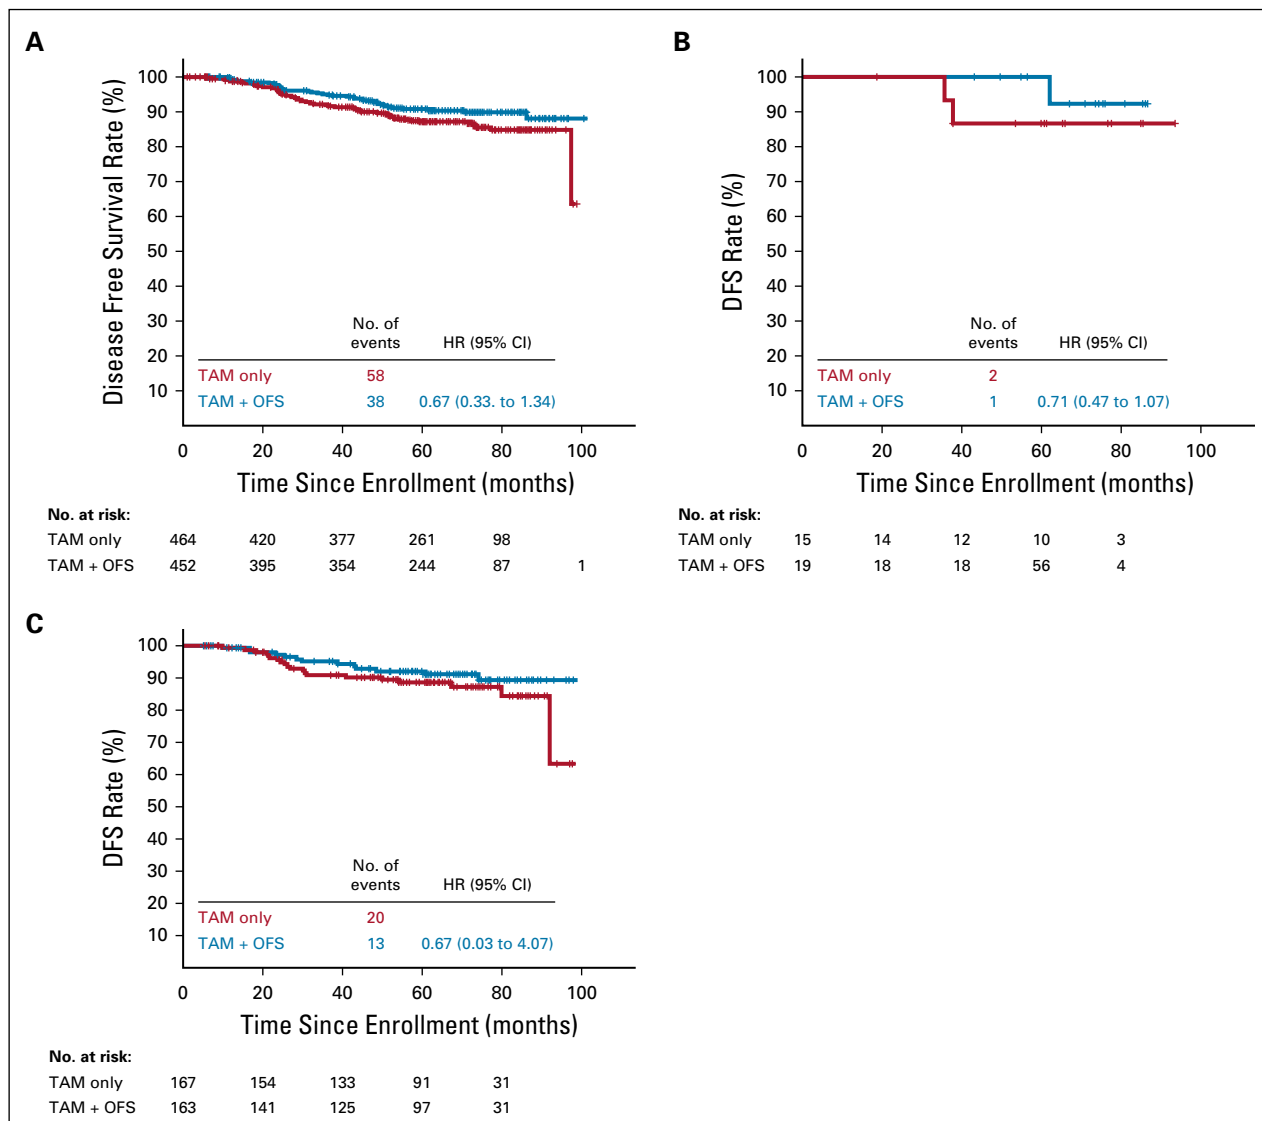 A
Disease Free Survival Rate (%)
100
90
80
70
60
50
40
30
20
10
No. of
events HR (95% CI)
TAM only 58
TAM + OFS 38 0.67 (0.33. to 1.34)
0 20 40 60 80 100
Time Since Enrollment (months)
No. at risk:
TAM only 464 420 377 261 98
TAM + OFS 452 395 354 244 87 1
B
DFS Rate (%)
100
90
80
70
60
50
40
30
20
10
No. of
events HR (95% CI)
TAM only 2
TAM + OFS 1 0.71 (0.47 to 1.07)
0 20 40 60 80 100
Time Since Enrollment (months)
No. at risk:
TAM only 15 14 12 10 3
TAM + OFS 19 18 18 56 4
C
DFS Rate (%)
100
90
80
70
60
50
40
30
20
10
No. of
events HR (95% CI)
TAM only 20
TAM + OFS 13 0.67 (0.03 to 4.07)
0 20 40 60 80 100
Time Since Enrollment (months)
No. at risk:
TAM only 167 154 133 91 31
TAM + OFS 163 141 125 97 31